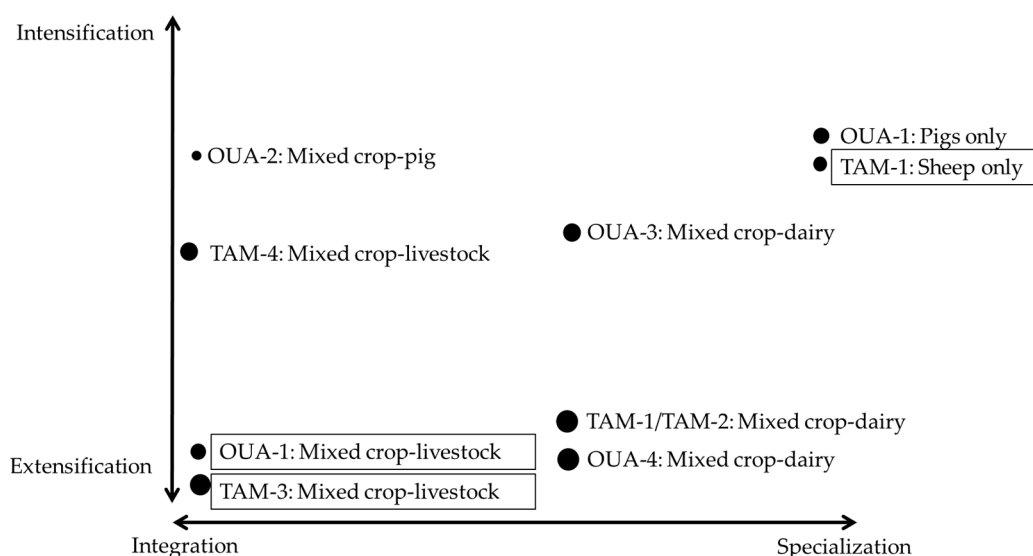 Intensification
OUA-1: Pigs only
OUA-2: Mixed crop-pig
TAM-1: Sheep only
OUA-3: Mixed crop-dairy
TAM-4: Mixed crop-livestock
TAM-1/TAM-2: Mixed crop-dairy
OUA-1: Mixed crop-livestock
OUA-4: Mixed crop-dairy
Extensification
TAM-3: Mixed crop-livestock
Integration
Specialization